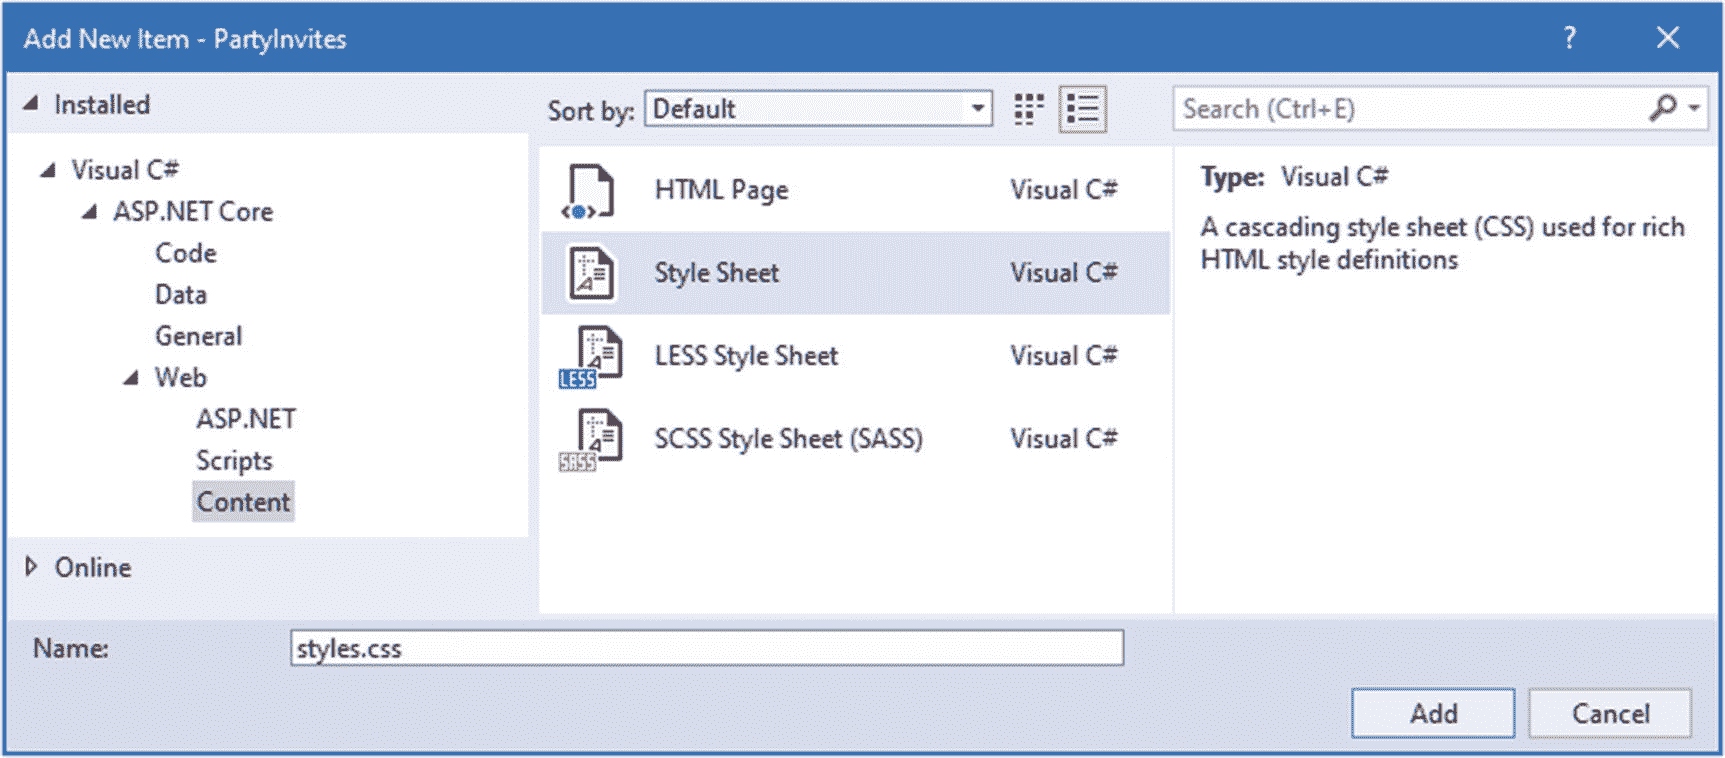 Add New Item - PartyInvites
?
Installed
Sort by: Default
Search (Ctrl+E)
Visual C#
ASP.NET Core
Code
Data
General
Web
ASP.NET
Scripts
Content
Online
HTML Page Visual C#
Style Sheet Visual C#
LESS Style Sheet Visual C#
LESS
SCSS Style Sheet (SASS) Visual C#
SASS
Type: Visual C#
A cascading style sheet (CSS) used for rich
HTML style definitions
Name: styles.css
Add Cancel